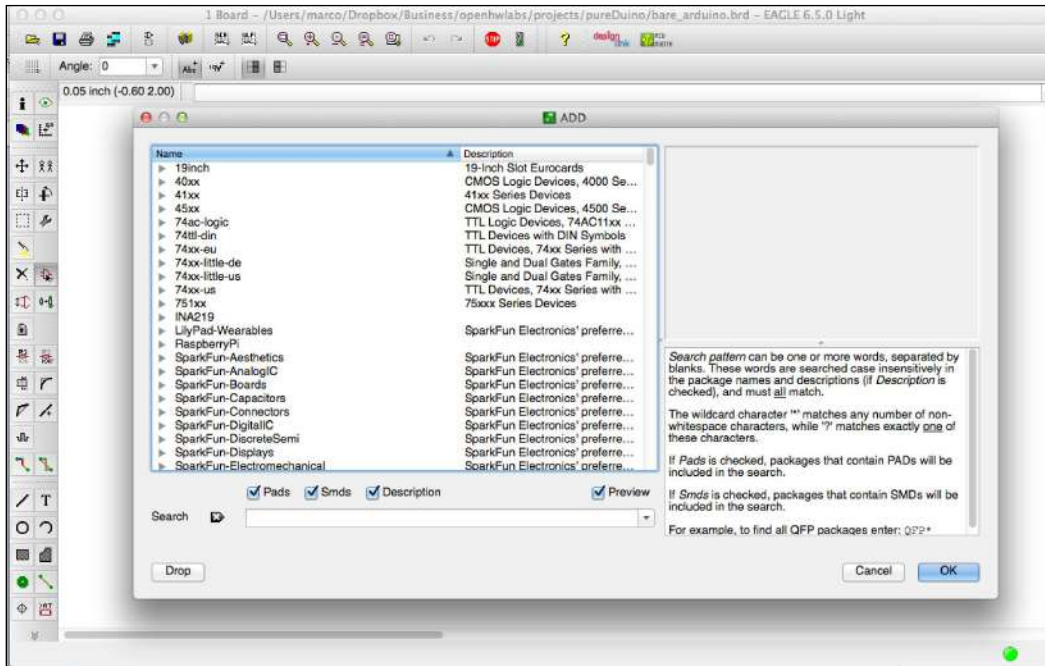 1 Board - /Users/marco/Dropbox/Business/openhwlabs/projects/pureDuino/bare_arduino.brd - EAGLE 6.5.0 Light
Angle: 0
0.05 inch (-0.60 2.00)
ADD
Name Description
19inch 19-Inch Slot Eurocards
40xx CMOS Logic Devices, 4000 Se...
41xx 41xx Series Devices
45xx CMOS Logic Devices, 4500 Se...
74ac-logic TTL Logic Devices, 74AC11xx ...
74ttl-din TTL Devices with DIN Symbols
74xx-eu TTL Devices, 74xx Series with ...
74xx-little-de Single and Dual Gates Family, ...
74xx-little-us Single and Dual Gates Family, ...
74xx-us TTL Devices, 74xx Series with ...
751xx 75xxx Series Devices
INA219
LilyPad-Wearables SparkFun Electronics' preferre...
RaspberryPi
SparkFun-Aesthetics SparkFun Electronics' preferre...
SparkFun-AnalogIC SparkFun Electronics' preferre...
SparkFun-Boards SparkFun Electronics' preferre...
SparkFun-Capacitors SparkFun Electronics' preferre...
SparkFun-Connectors SparkFun Electronics' preferre...
SparkFun-DigitalIC SparkFun Electronics' preferre...
SparkFun-DiscreteSemi SparkFun Electronics' preferre...
SparkFun-Displays SparkFun Electronics' preferre...
SparkFun-Electromechanical SparkFun Electronics' preferre...
Search pattern can be one or more words, separated by
blanks. These words are searched case insensitively in
the package names and descriptions (if Description is
checked), and must all match.
The wildcard character '*' matches any number of non-
whitespace characters, while '?' matches exactly one of
these characters.
If Pads is checked, packages that contain PADs will be
included in the search.
If Smds is checked, packages that contain SMDs will be
included in the search.
For example, to find all QFP packages enter: QFP*
Pads Smds Description Preview
Search
Drop Cancel OK